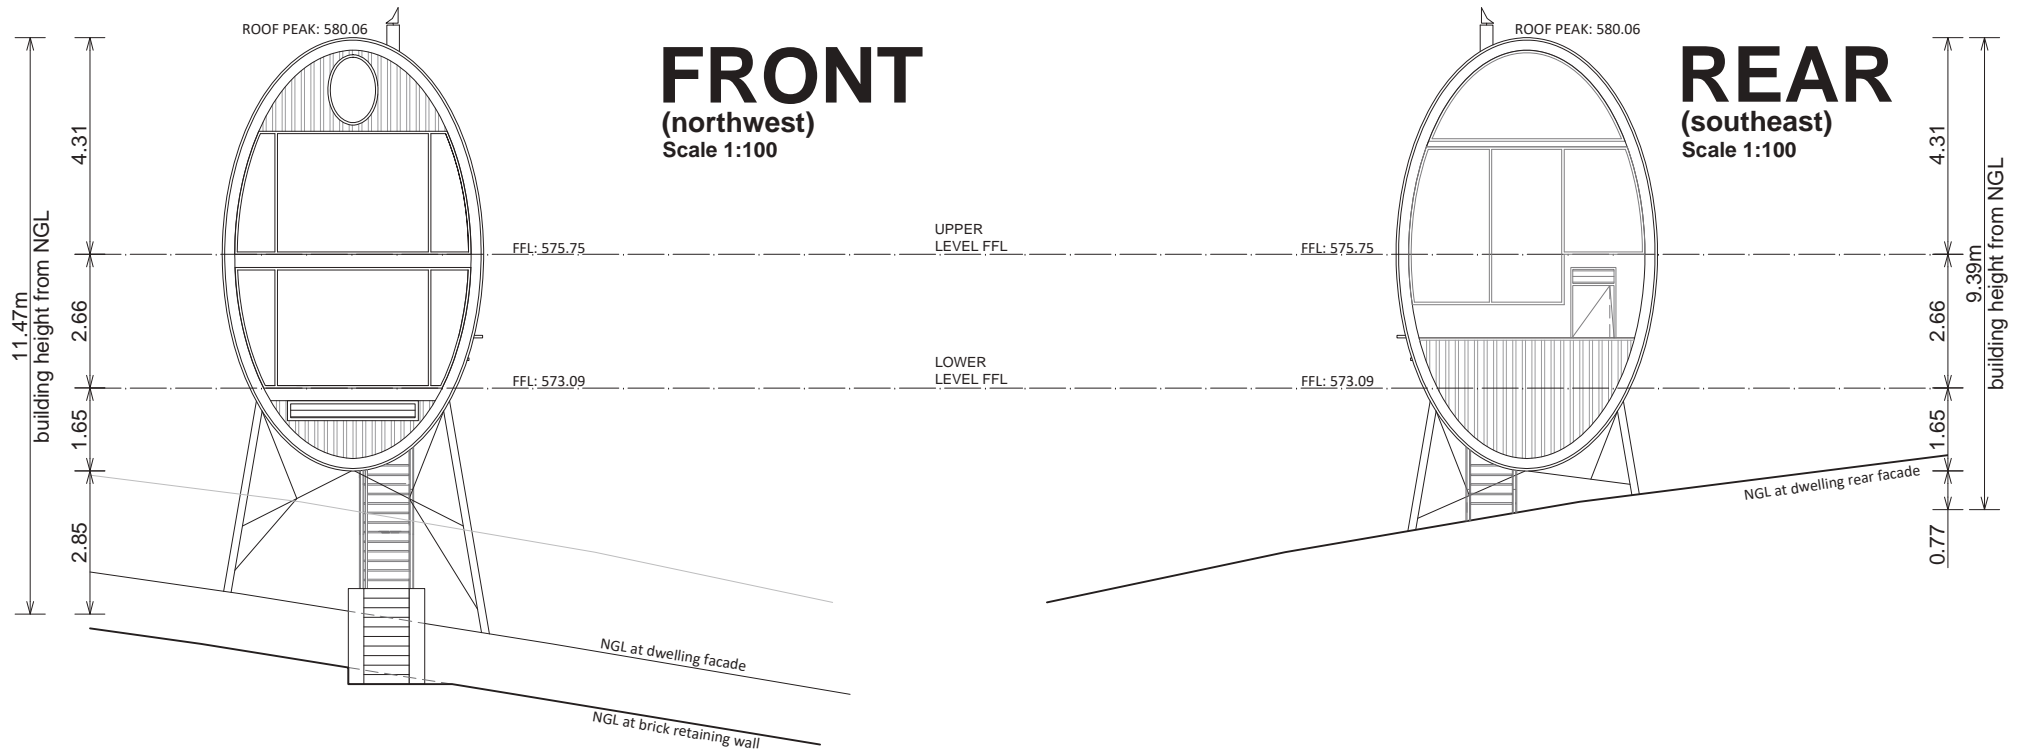 ROOF PEAK: 580.06
FRONT
(northwest)
Scale 1:100
4.31
2.66
1.65
2.85
11.47m
building height from NGL
FFL: 575.75
UPPER
LEVEL FFL
FFL: 573.09
LOWER
LEVEL FFL
NGL at dwelling facade
NGL at brick retaining wall
ROOF PEAK: 580.06
REAR
(southeast)
Scale 1:100
FFL: 575.75
FFL: 573.09
4.31
2.66
1.65
0.77
9.39m
building height from NGL
NGL at dwelling rear facade